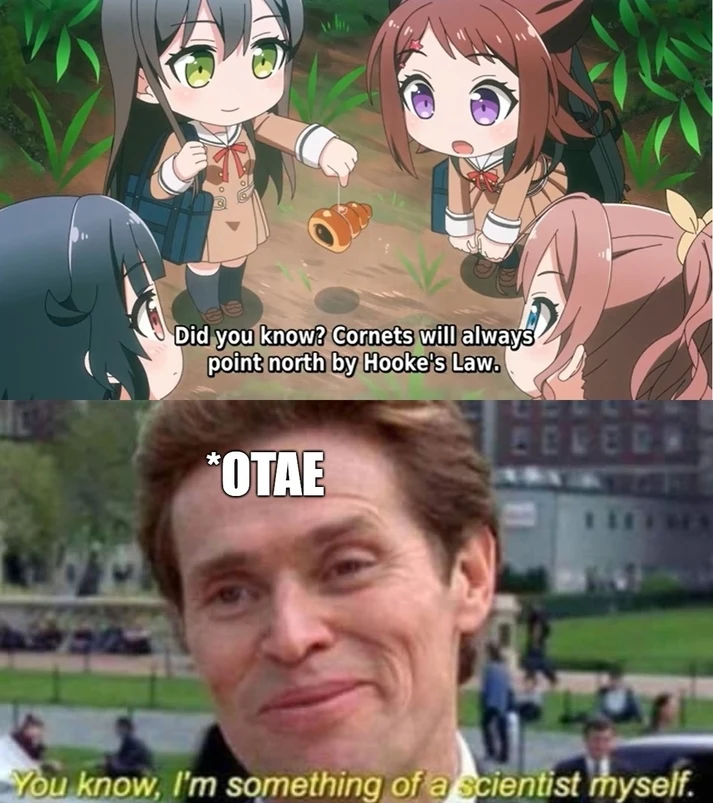 Did you know? Cornets will always
point north by Hooke's Law.
*OTAE
You know, I'm something of a scientist myself.